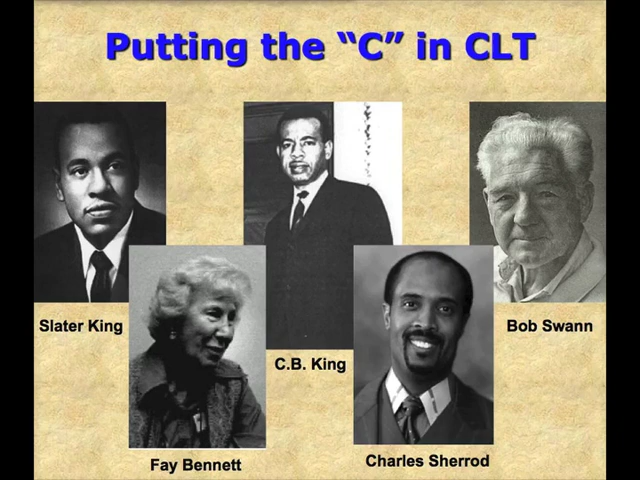 Putting the “C” in CLT
Slater King
C.B. King
Bob Swann
Fay Bennett
Charles Sherrod